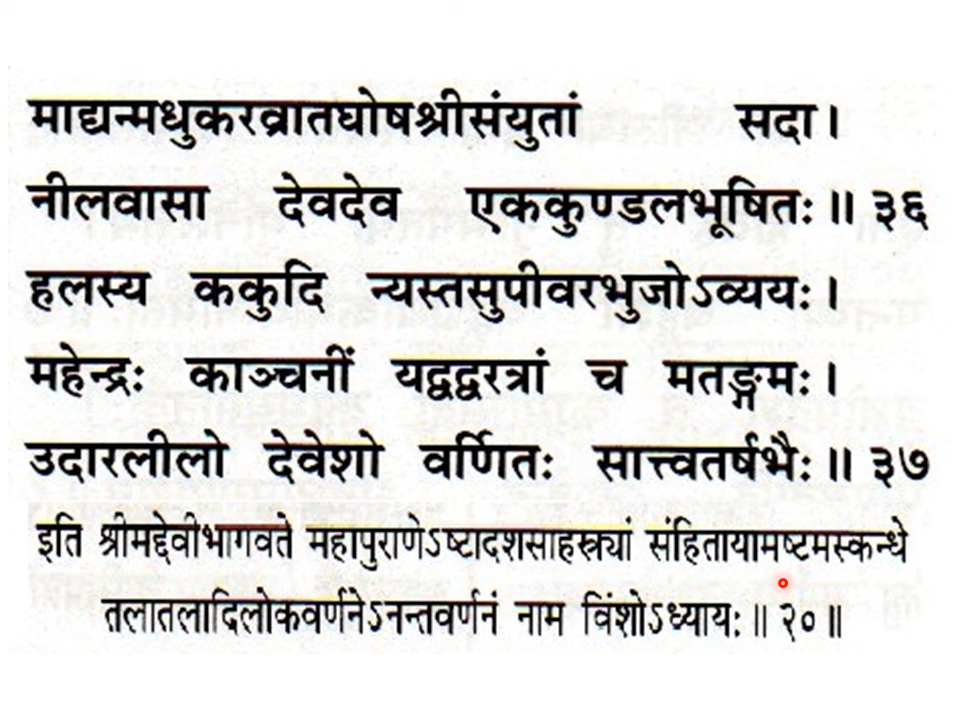 माद्यन्मधुकरव्रातघोषश्रीसंयुतां सदा।
नीलवासा देवदेव एककुण्डलभूषितः॥ ३६
हलस्य ककुदि न्यस्तसुपीवरभुजोऽव्ययः।
महेन्द्रः काञ्चनीं यद्वद्वरत्रां च मतङ्गमः।
उदारलीलो देवेशो वर्णितः सात्त्वतर्षभैः॥ ३७
इति श्रीमद्देवीभागवते महापुराणेऽष्टादशसाहस्र्यां संहितायामष्टमस्कन्धे
तलातलादिलोकवर्णनेऽनन्तवर्णनं नाम विंशोऽध्यायः॥ २०॥